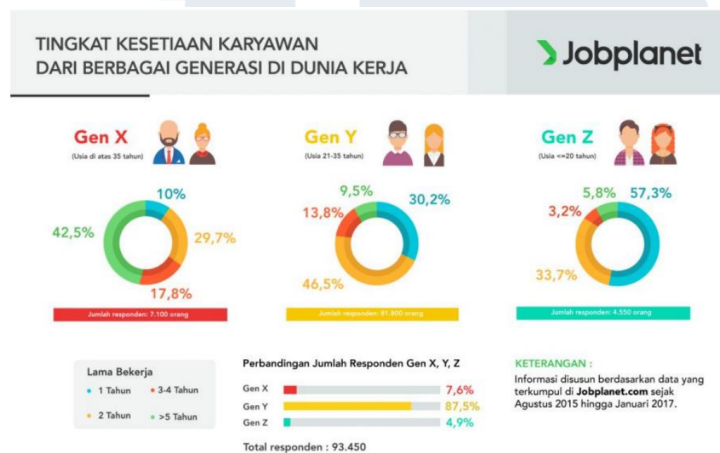 TINGKAT KESETIAAN KARYAWAN
DARI BERBAGAI GENERASI DI DUNIA KERJA
Jobplanet
Gen X
(Usia di atas 35 tahun)
10%
42,5%
29,7%
17,8%
Jumlah responden: 7.100 orang
Gen Y
(Usia 21-35 tahun)
9,5%
30,2%
13,8%
46,5%
Jumlah responden: 81.800 orang
Gen Z
(Usia <=20 tahun)
5,8%
57,3%
3,2%
33,7%
Jumlah responden: 4.550 orang
Lama Bekerja
1 Tahun
3-4 Tahun
2 Tahun
>5 Tahun
Perbandingan Jumlah Responden Gen X, Y, Z
Gen X
7,6%
Gen Y
87,5%
Gen Z
4,9%
Total responden : 93.450
KETERANGAN :
Informasi disusun berdasarkan data yang
terkumpul di Jobplanet.com sejak
Agustus 2015 hingga Januari 2017.